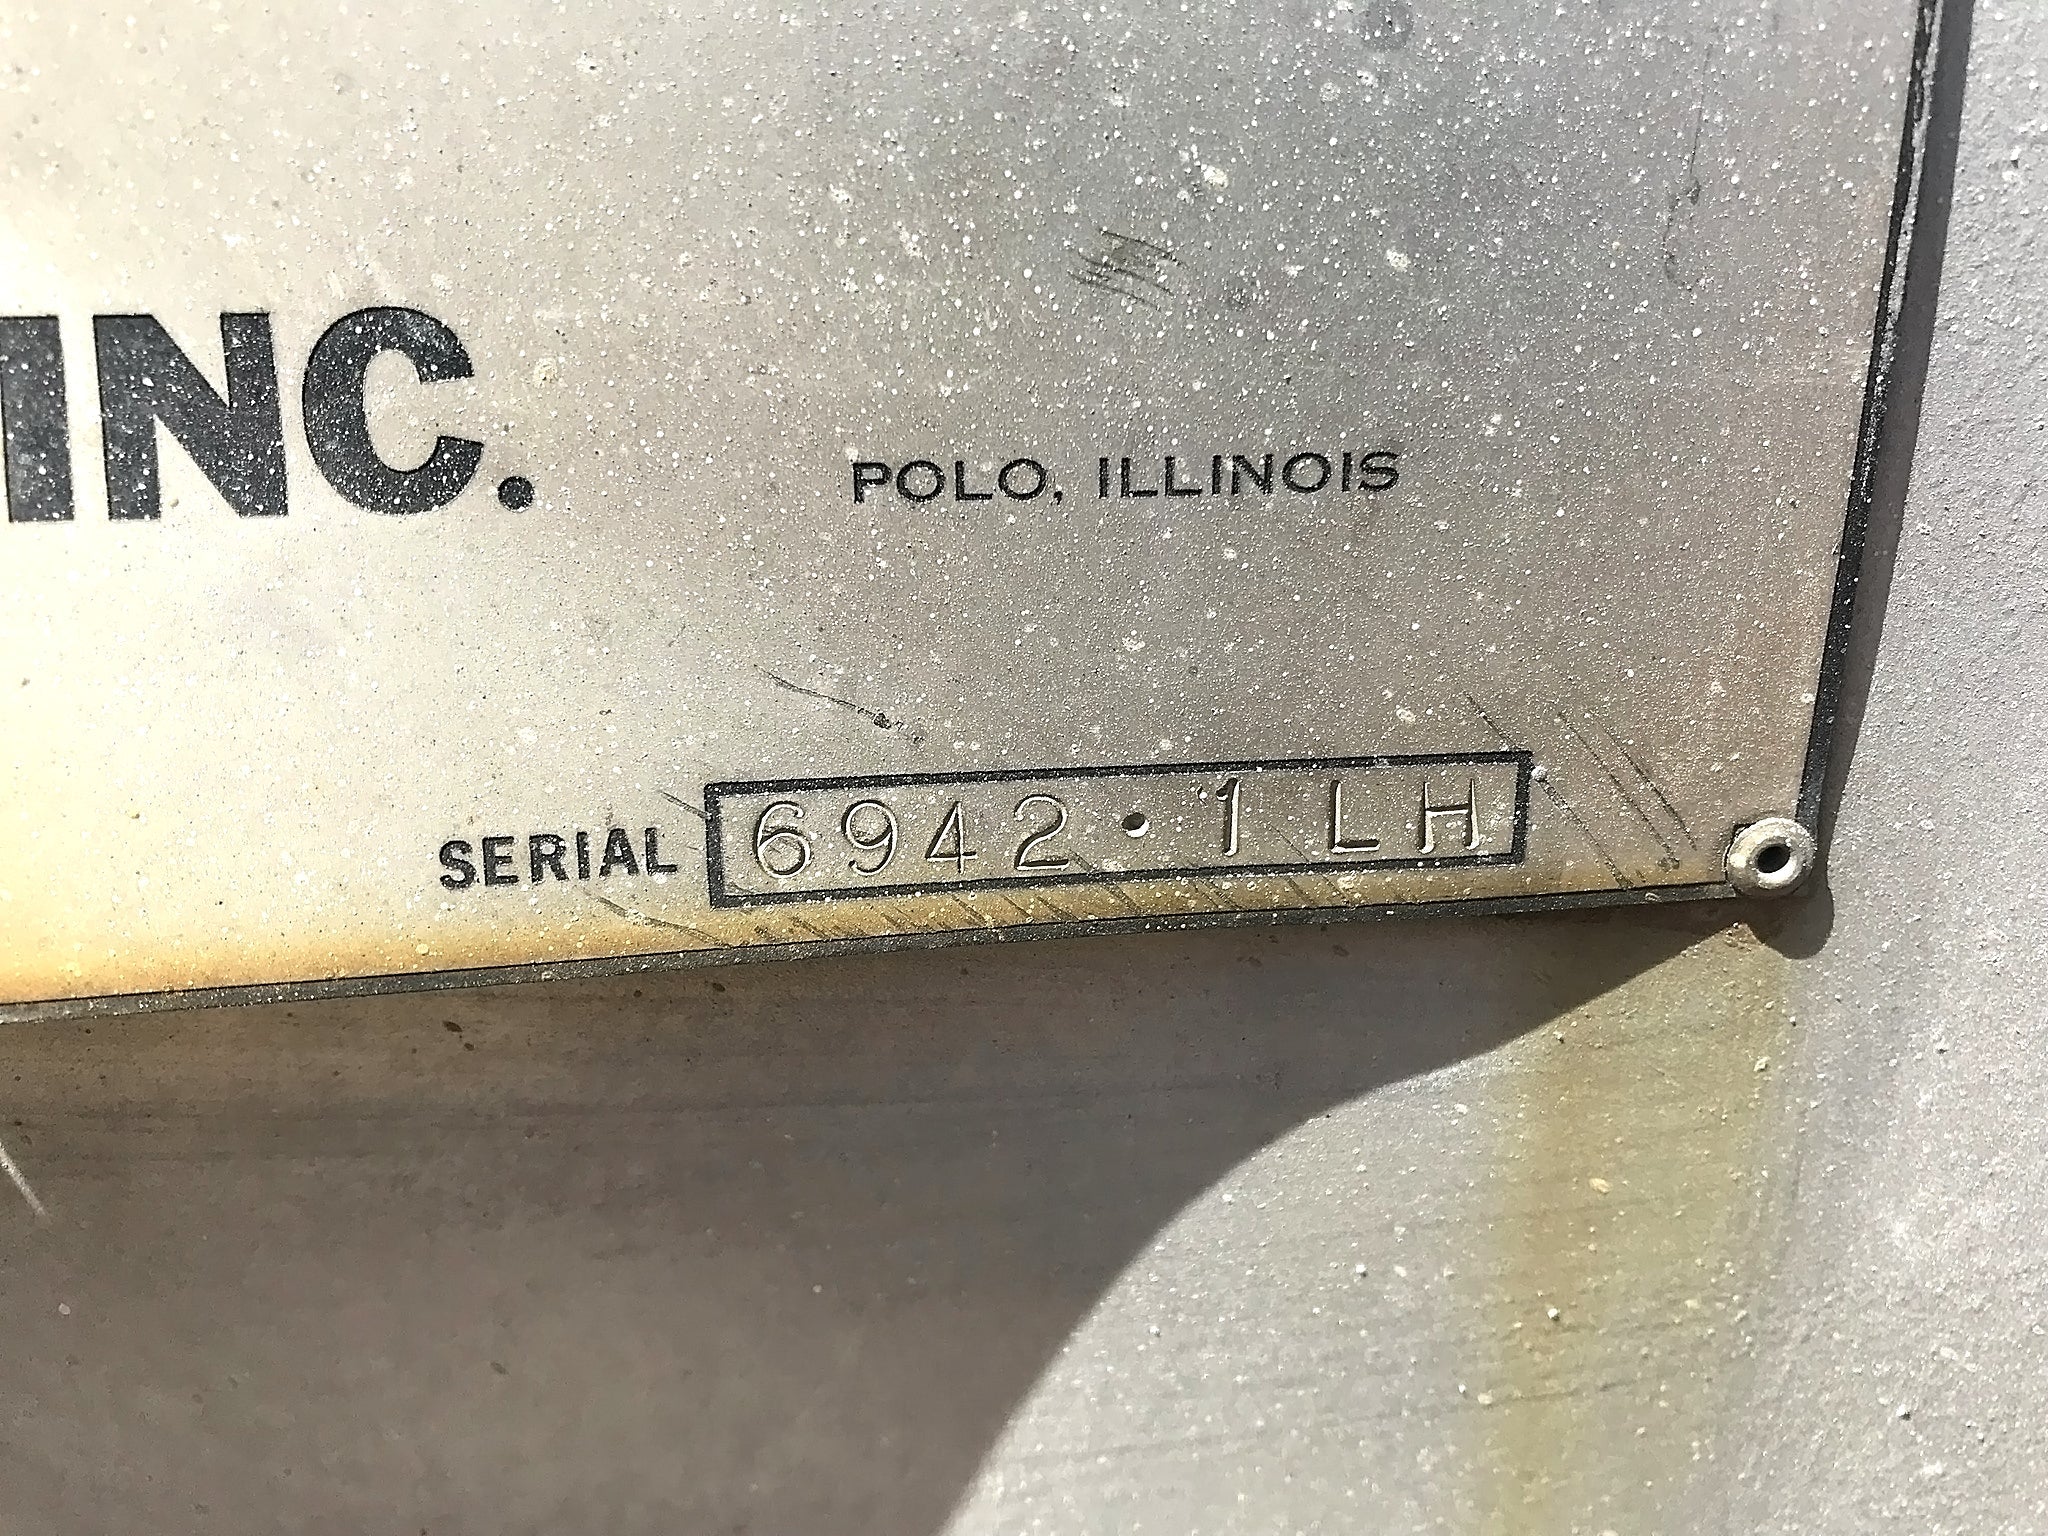 INC.
POLO, ILLINOIS
SERIAL 6942·1 LH